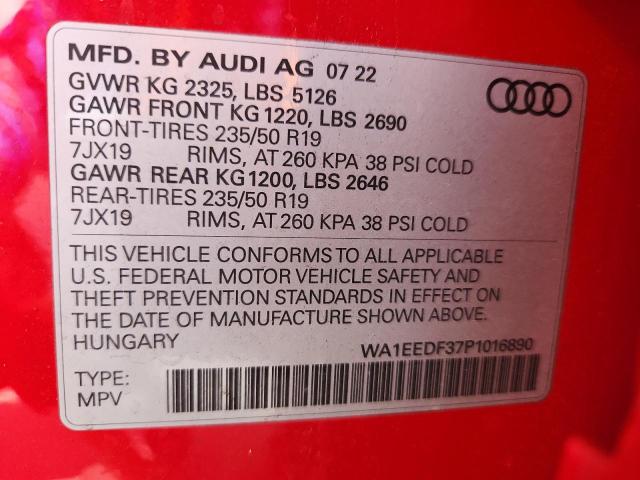 MFD. BY AUDI AG 07 22
GVWR KG 2325, LBS 5126
GAWR FRONT KG 1220, LBS 2690
FRONT-TIRES 235/50 R19
7JX19 RIMS, AT 260 KPA 38 PSI COLD
GAWR REAR KG1200, LBS 2646
REAR-TIRES 235/50 R19
7JX19 RIMS, AT 260 KPA 38 PSI COLD
THIS VEHICLE CONFORMS TO ALL APPLICABLE
U.S. FEDERAL MOTOR VEHICLE SAFETY AND
THEFT PREVENTION STANDARDS IN EFFECT ON
THE DATE OF MANUFACTURE SHOWN ABOVE.
HUNGARY
WA1EEDF37P1016890
TYPE:
MPV